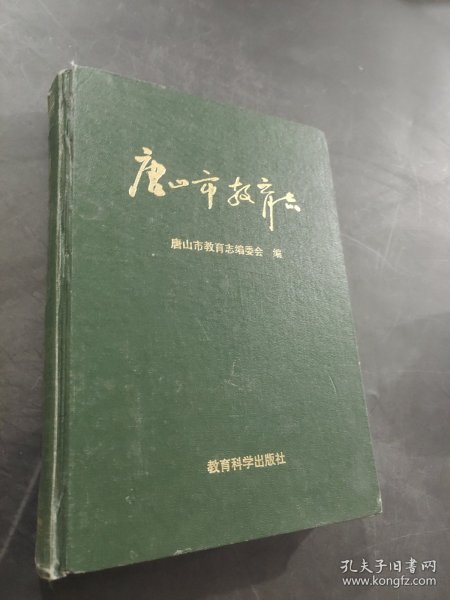 唐山市教育志
唐山市教育志编委会 编
教育科学出版社
孔夫子旧书网
www.kongfz.com